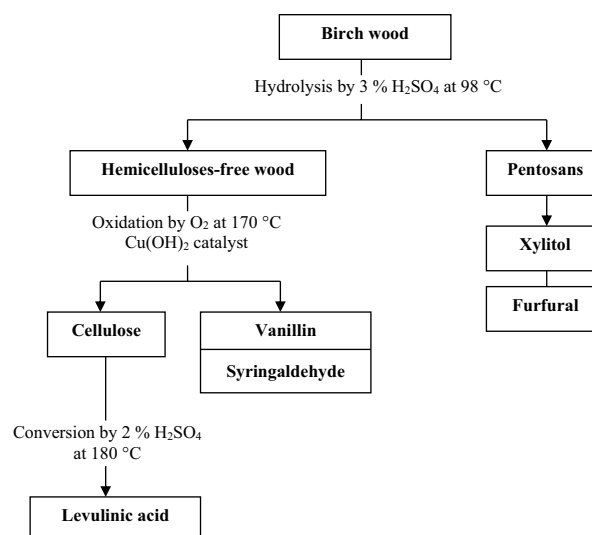 Birch wood
Hydrolysis by 3 % H₂SO₄ at 98 °C
Hemicelluloses-free wood
Pentosans
Oxidation by O₂ at 170 °C
Cu(OH)₂ catalyst
Xylitol
Furfural
Cellulose
Vanillin
Syringaldehyde
Conversion by 2 % H₂SO₄
at 180 °C
Levulinic acid